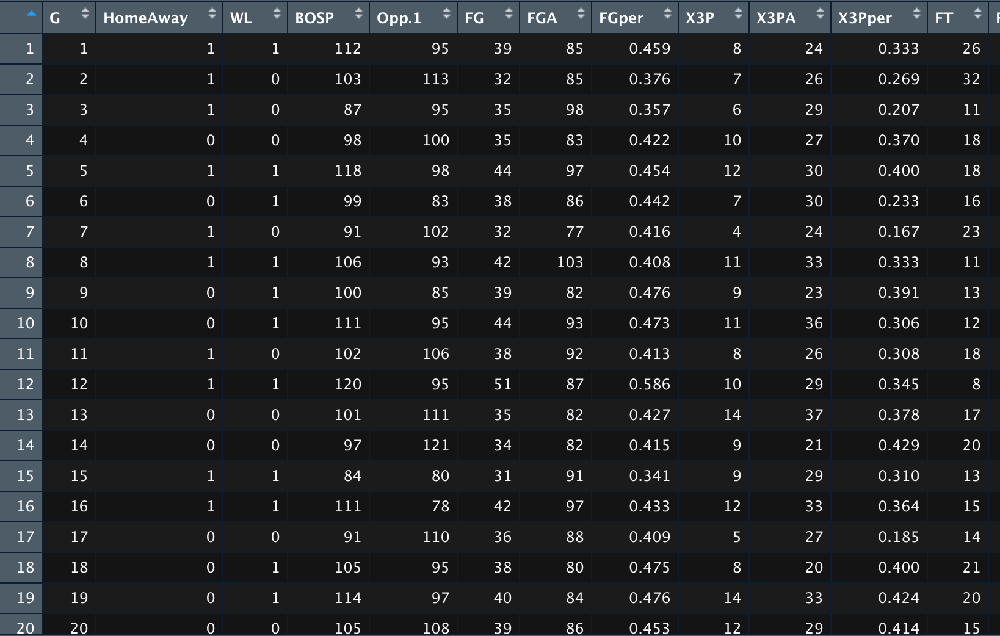 G HomeAway WL BOSP Opp.1 FG FGA FGper X3P X3PA X3Pper FT
1 1 1 1 112 95 39 85 0.459 8 24 0.333 26
2 2 1 0 103 113 32 85 0.376 7 26 0.269 32
3 3 1 0 87 95 35 98 0.357 6 29 0.207 11
4 4 0 0 98 100 35 83 0.422 10 27 0.370 18
5 5 1 1 118 98 44 97 0.454 12 30 0.400 18
6 6 0 1 99 83 38 86 0.442 7 30 0.233 16
7 7 1 0 91 102 32 77 0.416 4 24 0.167 23
8 8 1 1 106 93 42 103 0.408 11 33 0.333 11
9 9 0 1 100 85 39 82 0.476 9 23 0.391 13
10 10 0 1 111 95 44 93 0.473 11 36 0.306 12
11 11 1 0 102 106 38 92 0.413 8 26 0.308 18
12 12 1 1 120 95 51 87 0.586 10 29 0.345 8
13 13 0 0 101 111 35 82 0.427 14 37 0.378 17
14 14 0 0 97 121 34 82 0.415 9 21 0.429 20
15 15 1 1 84 80 31 91 0.341 9 29 0.310 13
16 16 1 1 111 78 42 97 0.433 12 33 0.364 15
17 17 0 0 91 110 36 88 0.409 5 27 0.185 14
18 18 0 1 105 95 38 80 0.475 8 20 0.400 21
19 19 0 1 114 97 40 84 0.476 14 33 0.424 20
20 20 0 0 105 108 39 86 0.453 12 29 0.414 15